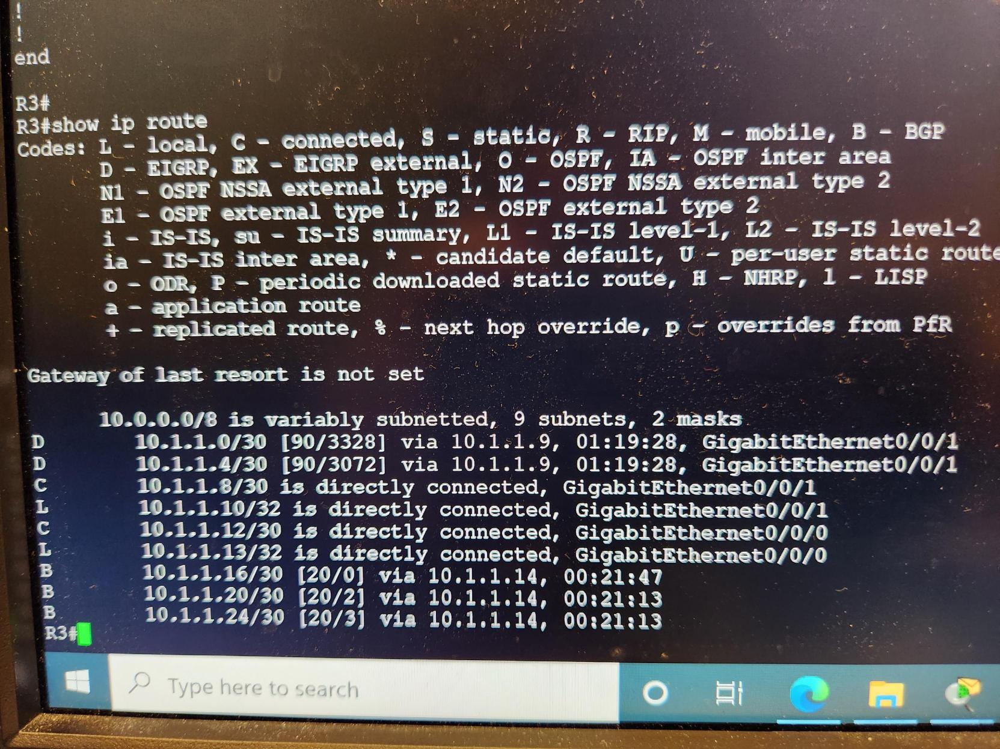 !
!
end
R3#
R3#show ip route
Codes: L - local, C - connected, S - static, R - RIP, M - mobile, B - BGP
D - EIGRP, EX - EIGRP external, O - OSPF, IA - OSPF inter area
N1 - OSPF NSSA external type 1, N2 - OSPF NSSA external type 2
E1 - OSPF external type 1, E2 - OSPF external type 2
i - IS-IS, su - IS-IS summary, L1 - IS-IS level-1, L2 - IS-IS level-2
ia - IS-IS inter area, * - candidate default, U - per-user static route
o - ODR, P - periodic downloaded static route, H - NHRP, l - LISP
a - application route
+ - replicated route, % - next hop override, p - overrides from PfR
Gateway of last resort is not set
10.0.0.0/8 is variably subnetted, 9 subnets, 2 masks
D 10.1.1.0/30 [90/3328] via 10.1.1.9, 01:19:28, GigabitEthernet0/0/1
D 10.1.1.4/30 [90/3072] via 10.1.1.9, 01:19:28, GigabitEthernet0/0/1
C 10.1.1.8/30 is directly connected, GigabitEthernet0/0/1
L 10.1.1.10/32 is directly connected, GigabitEthernet0/0/1
C 10.1.1.12/30 is directly connected, GigabitEthernet0/0/0
L 10.1.1.13/32 is directly connected, GigabitEthernet0/0/0
B 10.1.1.16/30 [20/0] via 10.1.1.14, 00:21:47
B 10.1.1.20/30 [20/2] via 10.1.1.14, 00:21:13
B 10.1.1.24/30 [20/3] via 10.1.1.14, 00:21:13
R3#
Type here to search